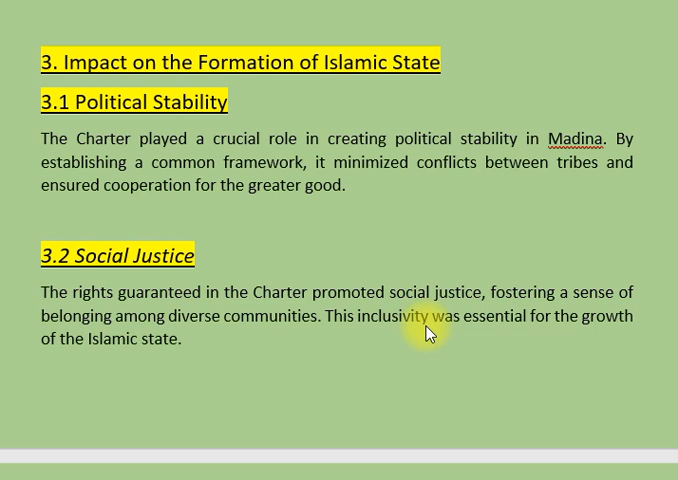 3. Impact on the Formation of Islamic State
3.1 Political Stability
The Charter played a crucial role in creating political stability in Madina. By
establishing a common framework, it minimized conflicts between tribes and
ensured cooperation for the greater good.
3.2 Social Justice
The rights guaranteed in the Charter promoted social justice, fostering a sense of
belonging among diverse communities. This inclusivity was essential for the growth
of the Islamic state.